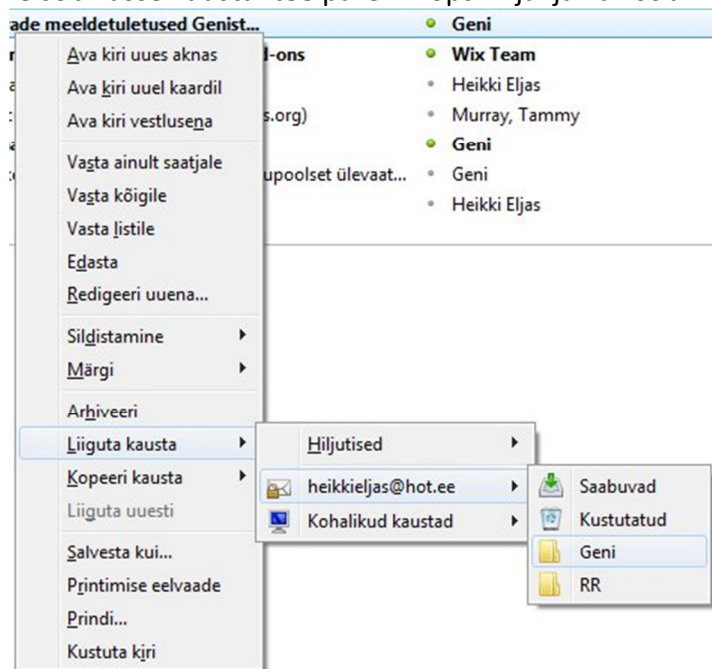 ade meeldetuletused Genist... Geni
Ava kiri uues aknas
l-ons Wix Team
Ava kiri uuel kaardil
Heikki Eljas
Ava kiri vestlusena
s.org) Murray, Tammy
Geni
Vasta ainult saatjale
upoolset ülevaat... Geni
Vasta kõigile
Heikki Eljas
Vasta listile
Edasta
Redigeeri uuena...
Sildistamine
Märgi
Arhiveeri
Liiguta kausta
Hiljutised
Kopeeri kausta
heikkieljas@hot.ee
Saabuvad
Liiguta uuesti
Kohalikud kaustad
Kustutatud
Salvesta kui...
Geni
Printimise eelvaade
RR
Prindi...
Kustuta kiri